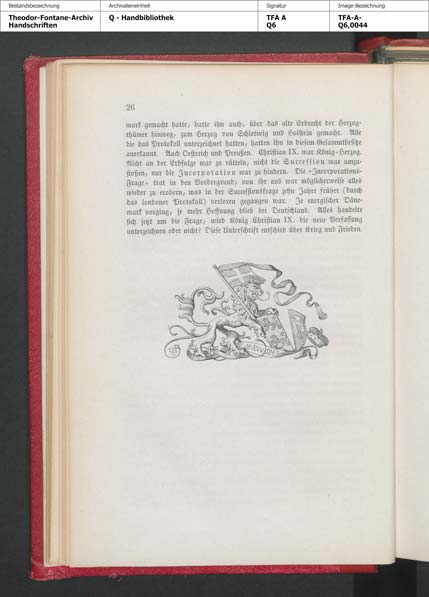 Bestandsbezeichnung
Archivalieneinheit
Signatur
Image-Bezeichnung
Theodor-Fontane-Archiv
Handschriften
Q - Handbibliothek
TFA A
Q6
TFA-A-
Q6,0044
26
mark gemacht hatte, hatte ihn auch, über das alte Erbrecht der Herzog-
thümer hinweg, zum Herzog von Schleswig und Holstein gemacht. Alle
die das Protokoll unterzeichnet hatten, hatten ihn in diesem Gesammtbesitze
anerkannt. Auch Oestreich und Preußen. Christian IX. war König-Herzog.
Nicht an der Erbfolge war zu rütteln, nicht die Succession war umzu-
stoßen, nur die Incorporation war zu hindern. Die »Incorporations-
Frage« trat in den Vordergrund; von ihr aus war möglicherweise alles
wieder zu erobern, was in der Successionsfrage zehn Jahre früher (durch
das londoner Protokoll) verloren gegangen war. Je energischer Däne-
mark vorging, je mehr Hoffnung blieb bei Deutschland. Alles handelte
sich jetzt um die Frage, wird König Christian IX. die neue Verfassung
unterzeichnen oder nicht? Diese Unterschrift entschied über Krieg und Frieden.